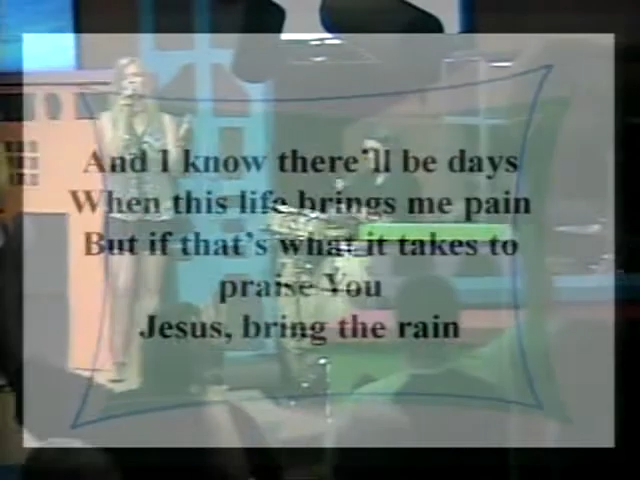 And I know there'll be days
When this life brings me pain
But if that's what it takes to
praise You
Jesus, bring the rain